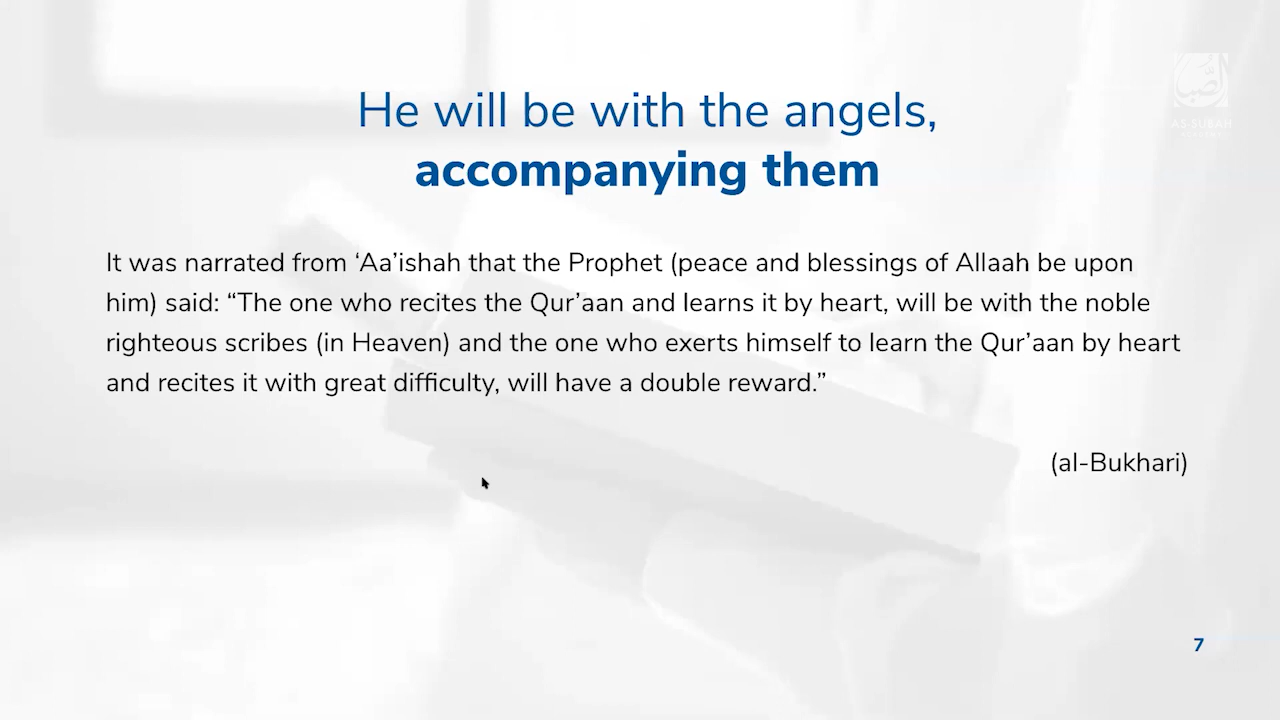 He will be with the angels,
accompanying them
It was narrated from ‘Aa’ishah that the Prophet (peace and blessings of Allaah be upon
him) said: “The one who recites the Qur’aan and learns it by heart, will be with the noble
righteous scribes (in Heaven) and the one who exerts himself to learn the Qur’aan by heart
and recites it with great difficulty, will have a double reward.”
(al-Bukhari)
AS-SUBAH
7